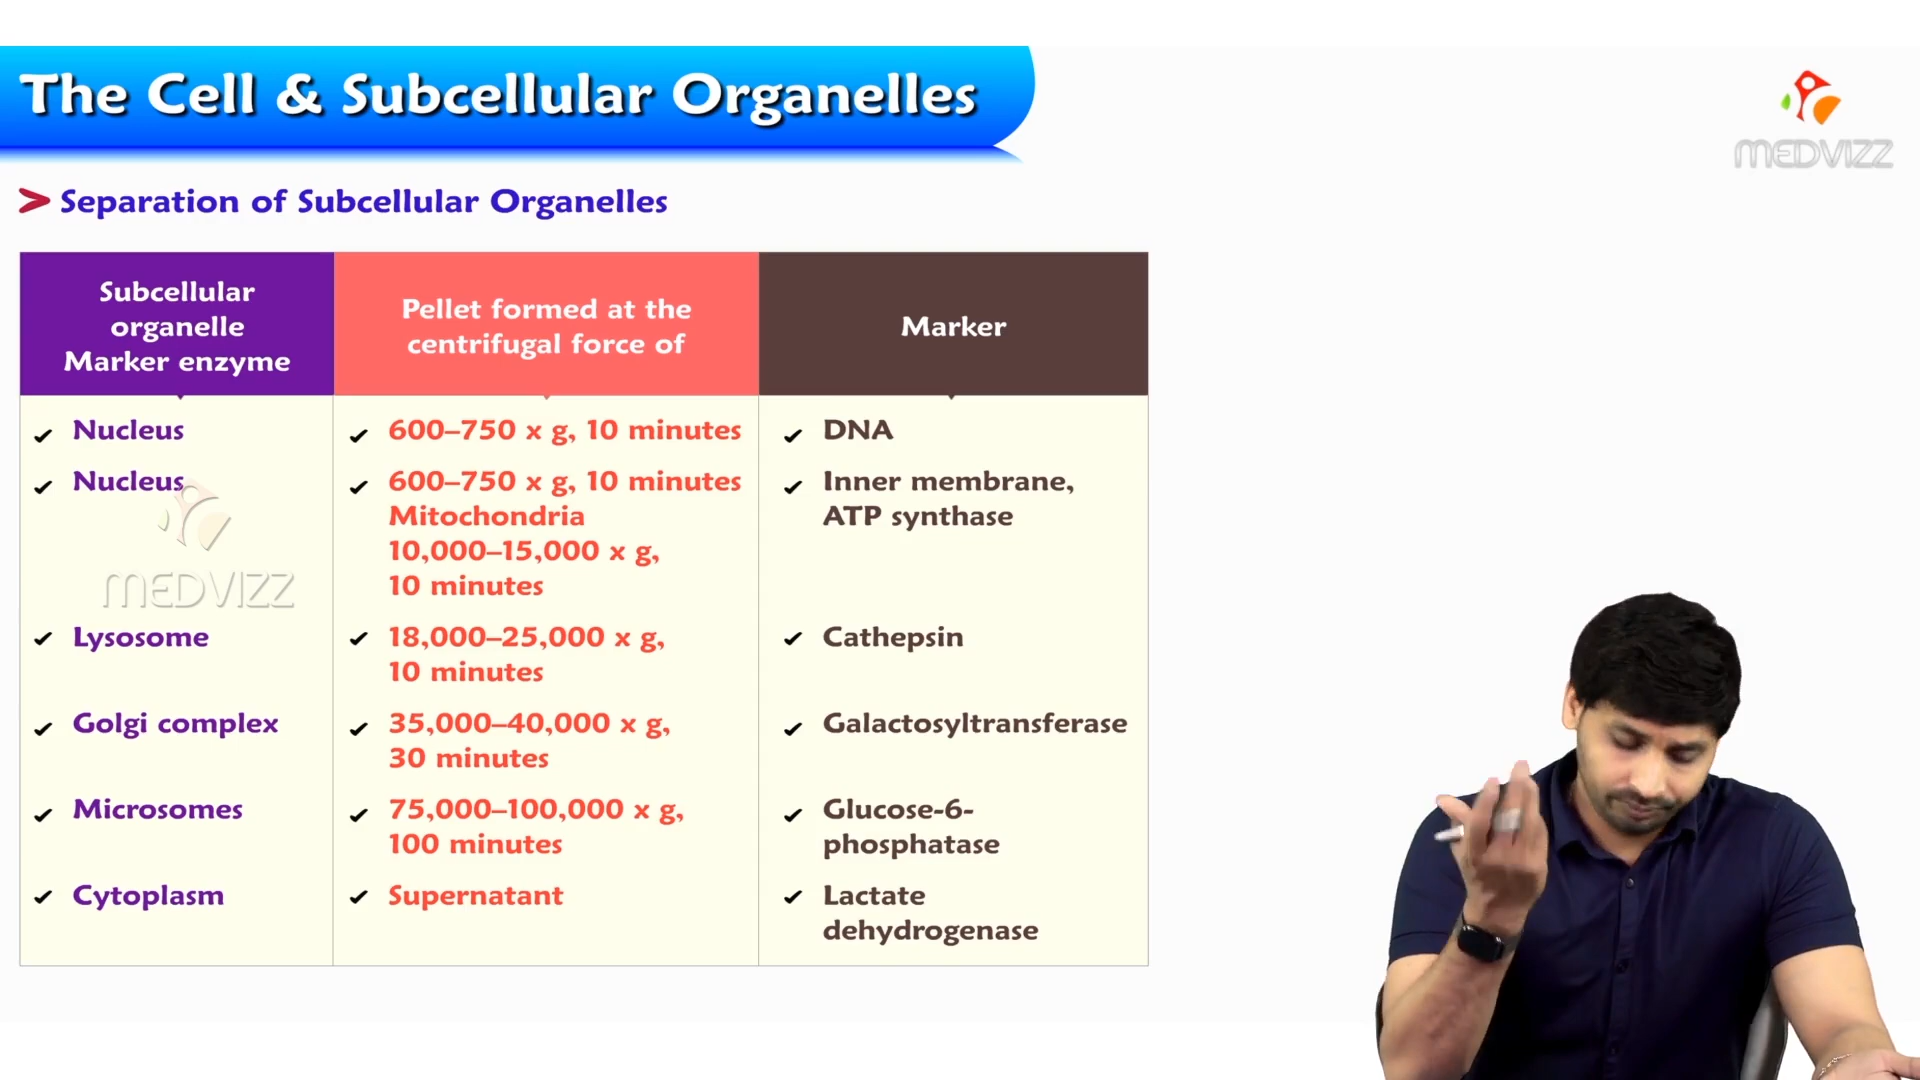 The Cell & Subcellular Organelles
MEDVIZZ
Separation of Subcellular Organelles
Subcellular
organelle
Marker enzyme
Pellet formed at the
centrifugal force of
Marker
Nucleus
600–750 x g, 10 minutes
DNA
Nucleus
600–750 x g, 10 minutes
Mitochondria
10,000–15,000 x g,
10 minutes
Inner membrane,
ATP synthase
MEDVIZZ
Lysosome
18,000–25,000 x g,
10 minutes
Cathepsin
Golgi complex
35,000–40,000 x g,
30 minutes
Galactosyltransferase
Microsomes
75,000–100,000 x g,
100 minutes
Glucose-6-
phosphatase
Cytoplasm
Supernatant
Lactate
dehydrogenase